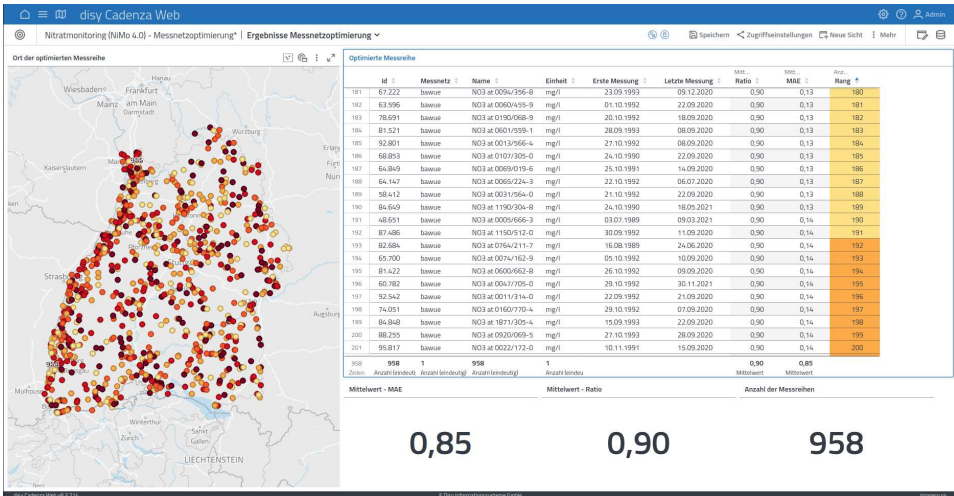 disy Cadenza Web
Admin
Nitratmonitoring (NiMo 4.0) - Messnetzoptimierung* | Ergebnisse Messnetzoptimierung
Speichern Zugriffseinstellungen Neue Sicht Mehr
Ort der optimierten Messreihe
Optimierte Messreihe
Mitt... Mitt... Anz...
Id Messnetz Name Einheit Erste Messung Letzte Messung Ratio MAE Rang
181 67.222 bawue NO3 at 0094/356-8 mg/l 23.09.1993 09.12.2020 0,90 0,13 180
182 63.596 bawue NO3 at 0060/455-9 mg/l 01.10.1992 22.09.2020 0,90 0,13 181
183 78.691 bawue NO3 at 0190/068-9 mg/l 20.10.1992 18.09.2020 0,90 0,13 182
184 81.521 bawue NO3 at 0601/559-1 mg/l 28.09.1993 08.09.2020 0,90 0,13 183
185 92.801 bawue NO3 at 0013/566-4 mg/l 27.10.1992 08.09.2020 0,90 0,13 184
186 68.853 bawue NO3 at 0107/305-0 mg/l 24.10.1990 22.09.2020 0,90 0,13 185
187 64.849 bawue NO3 at 0069/019-6 mg/l 25.10.1991 14.09.2020 0,90 0,13 186
188 64.147 bawue NO3 at 0065/224-3 mg/l 22.10.1992 06.07.2020 0,90 0,13 187
189 58.412 bawue NO3 at 0031/564-0 mg/l 21.10.1992 22.09.2020 0,90 0,13 188
190 84.649 bawue NO3 at 1190/304-8 mg/l 24.10.1990 18.05.2021 0,90 0,13 189
191 48.651 bawue NO3 at 0005/666-3 mg/l 03.07.1989 09.03.2021 0,90 0,14 190
192 87.486 bawue NO3 at 1150/512-0 mg/l 30.09.1992 11.09.2020 0,90 0,14 191
193 82.684 bawue NO3 at 0764/211-7 mg/l 16.08.1989 24.06.2020 0,90 0,14 192
194 65.700 bawue NO3 at 0074/162-9 mg/l 05.10.1992 10.09.2020 0,90 0,14 193
195 81.422 bawue NO3 at 0600/662-8 mg/l 26.10.1992 09.09.2020 0,90 0,14 194
196 60.782 bawue NO3 at 0047/705-0 mg/l 29.10.1992 30.11.2021 0,90 0,14 195
197 92.542 bawue NO3 at 0011/314-0 mg/l 22.09.1992 21.09.2020 0,90 0,14 196
198 74.051 bawue NO3 at 0160/770-4 mg/l 29.10.1992 07.09.2020 0,90 0,14 197
199 84.848 bawue NO3 at 1871/305-4 mg/l 15.09.1993 22.09.2020 0,90 0,14 198
200 88.255 bawue NO3 at 0920/069-5 mg/l 27.10.1993 28.09.2020 0,90 0,14 199
201 95.817 bawue NO3 at 0022/172-0 mg/l 10.11.1991 15.09.2020 0,90 0,14 200
958 958 1 958 1 0,90 0,85
Zeilen Anzahl (eindeuti Anzahl (eindeutig) Anzahl (eindeutig) Anzahl (eindeu Mittelwert Mittelwert
Mittelwert - MAE Mittelwert - Ratio Anzahl der Messreihen
0,85 0,90 958
Hanau
Wiesbaden Frankfurt
Mainz am Main
Darmstadt
Würzburg
Erlang
Kaiserslautern
Fürt
Nürn
Pforzheim
Strasb
Augsburg
Mulhouse
Winterthur
Zürich
Sankt
Gallen
LIECHTENSTEIN
© Disy Informationssysteme GmbH
Impressum